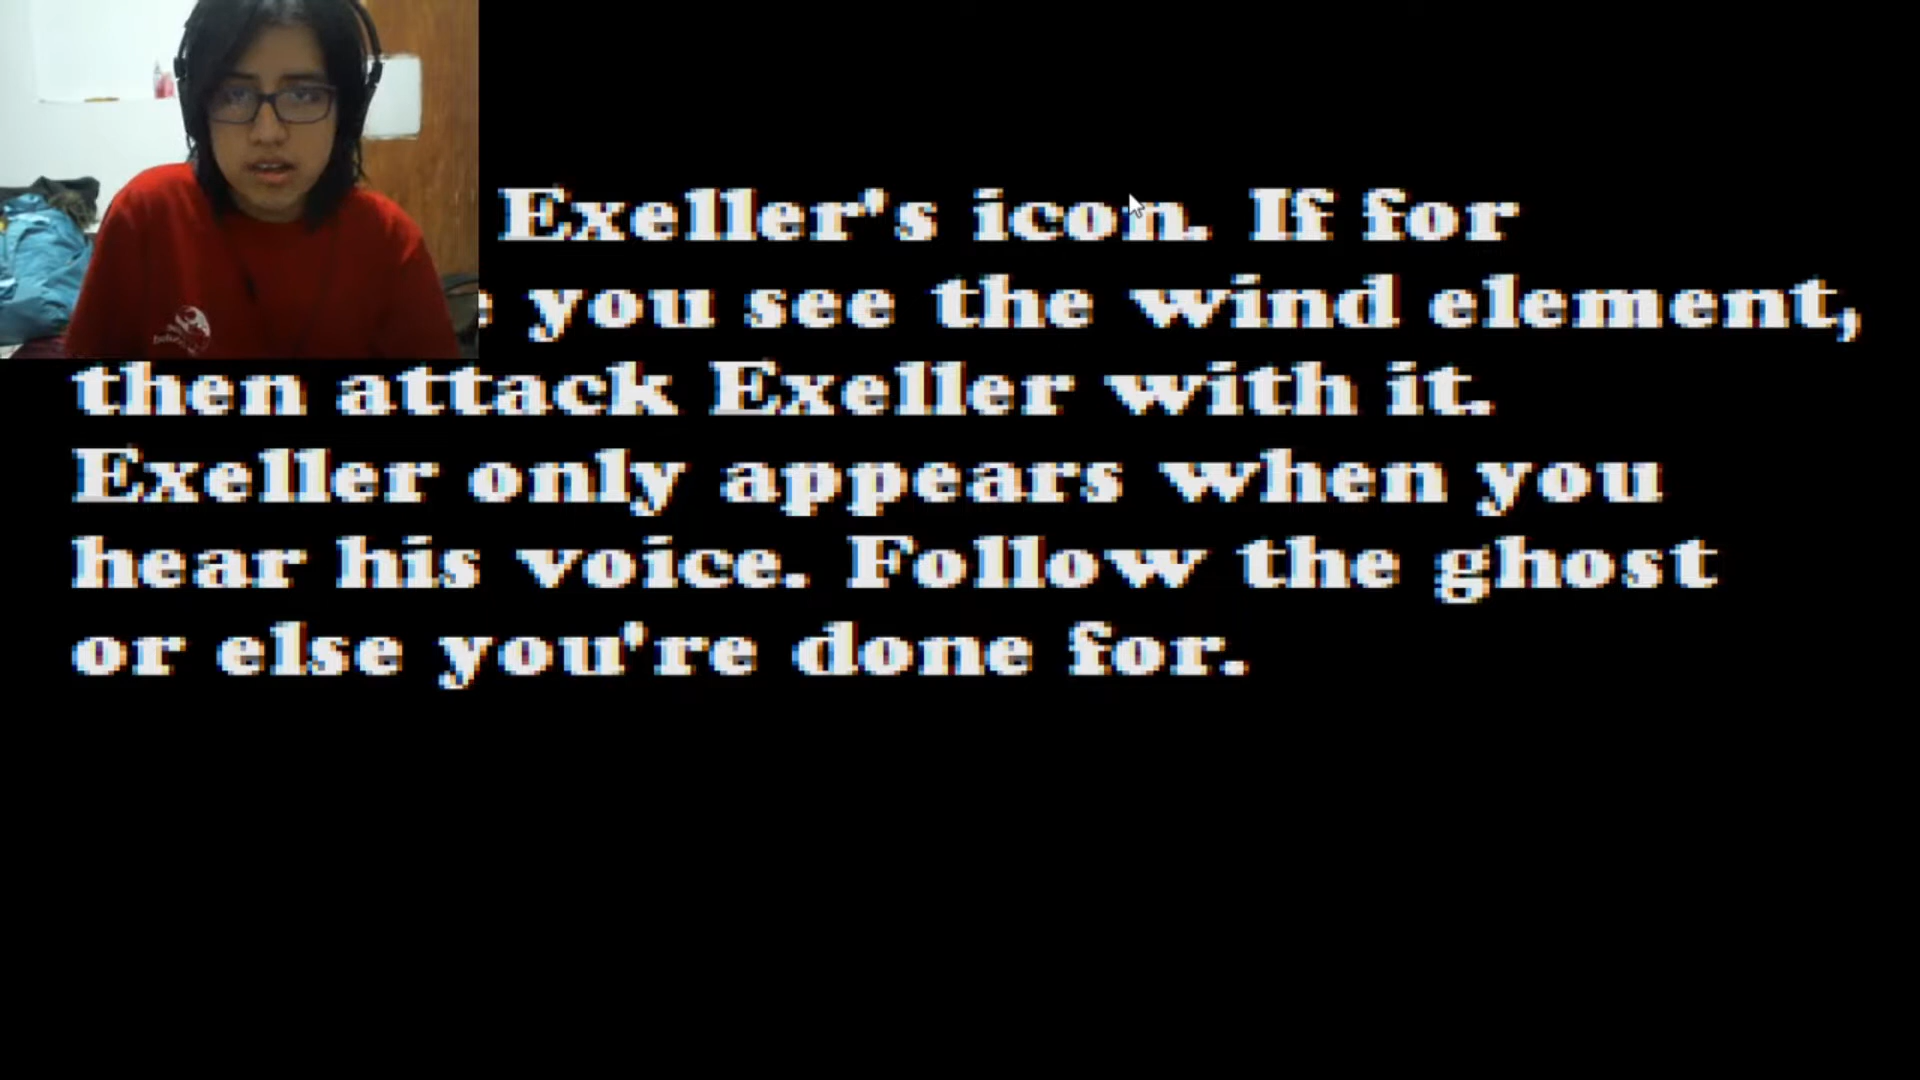 Exeller's icon. If for
you see the wind element,
then attack Exeller with it.
Exeller only appears when you
hear his voice. Follow the ghost
or else you're done for.